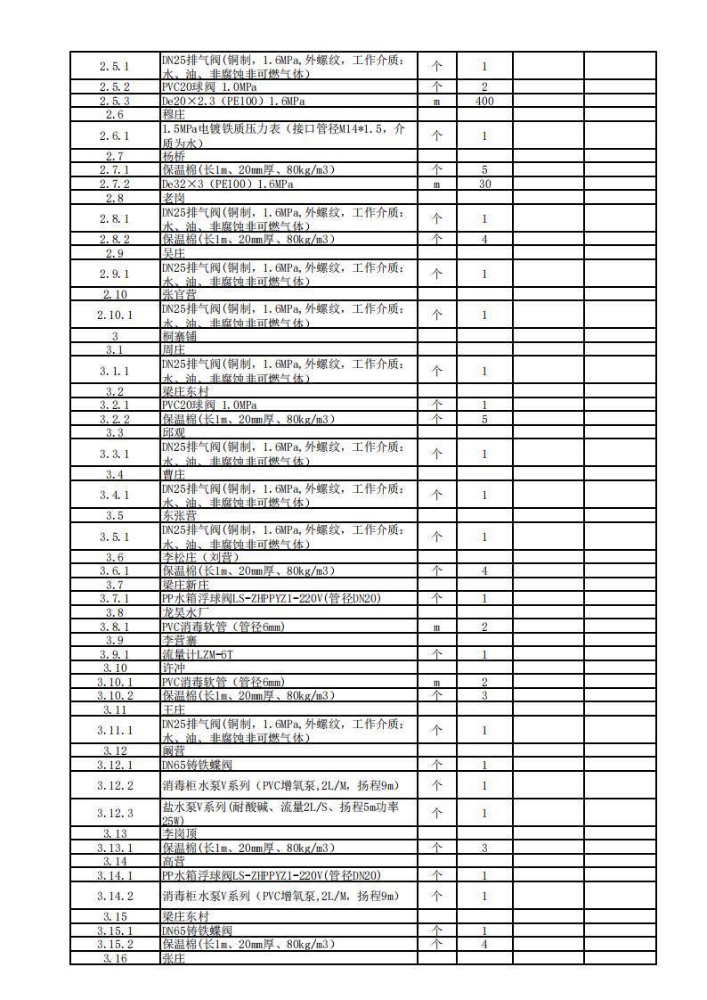 2.5.1 DN25排气阀(铜制，1.6MPa,外螺纹，工作介质：
水、油、非腐蚀非可燃气体） 个 1
2.5.2 PVC20球阀 1.0MPa 个 2
2.5.3 De20×2.3（PE100）1.6MPa m 400
2.6 穆庄
2.6.1 1.5MPa电镀铁质压力表（接口管径M14*1.5，介
质为水） 个 1
2.7 杨桥
2.7.1 保温棉(长1m、20mm厚、80kg/m3） 个 5
2.7.2 De32×3（PE100）1.6MPa m 30
2.8 老岗
2.8.1 DN25排气阀(铜制，1.6MPa,外螺纹，工作介质：
水、油、非腐蚀非可燃气体） 个 1
2.8.2 保温棉(长1m、20mm厚、80kg/m3） 个 4
2.9 吴庄
2.9.1 DN25排气阀(铜制，1.6MPa,外螺纹，工作介质：
水、油、非腐蚀非可燃气体） 个 1
2.10 张官营
2.10.1 DN25排气阀(铜制，1.6MPa,外螺纹，工作介质：
水、油、非腐蚀非可燃气体） 个 1
3 桐寨铺
3.1 周庄
3.1.1 DN25排气阀(铜制，1.6MPa,外螺纹，工作介质：
水、油、非腐蚀非可燃气体） 个 1
3.2 梁庄东村
3.2.1 PVC20球阀 1.0MPa 个 1
3.2.2 保温棉(长1m、20mm厚、80kg/m3） 个 5
3.3 邱观
3.3.1 DN25排气阀(铜制，1.6MPa,外螺纹，工作介质：
水、油、非腐蚀非可燃气体） 个 1
3.4 曹庄
3.4.1 DN25排气阀(铜制，1.6MPa,外螺纹，工作介质：
水、油、非腐蚀非可燃气体） 个 1
3.5 东张营
3.5.1 DN25排气阀(铜制，1.6MPa,外螺纹，工作介质：
水、油、非腐蚀非可燃气体） 个 1
3.6 李松庄（刘营）
3.6.1 保温棉(长1m、20mm厚、80kg/m3） 个 4
3.7 梁庄新庄
3.7.1 PP水箱浮球阀LS-ZHPPYZ1-220V(管径DN20) 个 1
3.8 龙昊水厂
3.8.1 PVC消毒软管（管径6mm) m 2
3.9 李营寨
3.9.1 流量计LZM-6T 个 1
3.10 许冲
3.10.1 PVC消毒软管（管径6mm) m 2
3.10.2 保温棉(长1m、20mm厚、80kg/m3） 个 3
3.11 王庄
3.11.1 DN25排气阀(铜制，1.6MPa,外螺纹，工作介质：
水、油、非腐蚀非可燃气体） 个 1
3.12 阚营
3.12.1 DN65铸铁蝶阀 个 1
3.12.2 消毒柜水泵V系列（PVC增氧泵,2L/M，扬程9m） 个 1
3.12.3 盐水泵V系列(耐酸碱、流量2L/S、扬程5m功率
25W) 个 1
3.13 李岗顶
3.13.1 保温棉(长1m、20mm厚、80kg/m3） 个 3
3.14 高营
3.14.1 PP水箱浮球阀LS-ZHPPYZ1-220V(管径DN20) 个 1
3.14.2 消毒柜水泵V系列（PVC增氧泵,2L/M，扬程9m） 个 1
3.15 梁庄东村
3.15.1 DN65铸铁蝶阀 个 1
3.15.2 保温棉(长1m、20mm厚、80kg/m3） 个 4
3.16 张庄